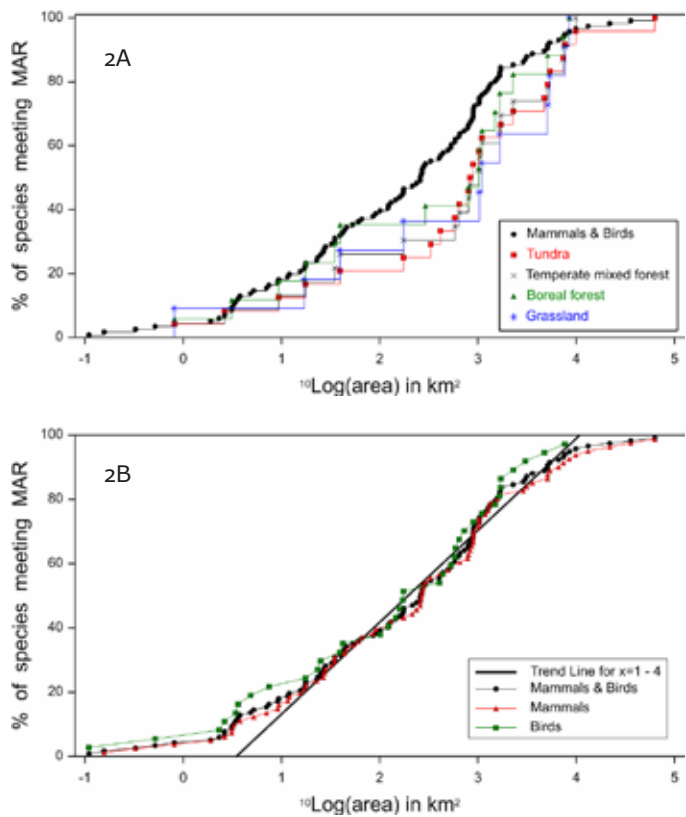 2A
% of species meeting MAR
100
80
60
40
20
0
Mammals & Birds
Tundra
Temperate mixed forest
Boreal forest
Grassland
-1 0 1 2 3 4 5
¹⁰Log(area) in km²
2B
% of species meeting MAR
100
80
60
40
20
0
Trend Line for x=1 - 4
Mammals & Birds
Mammals
Birds
-1 0 1 2 3 4 5
¹⁰Log(area) in km²